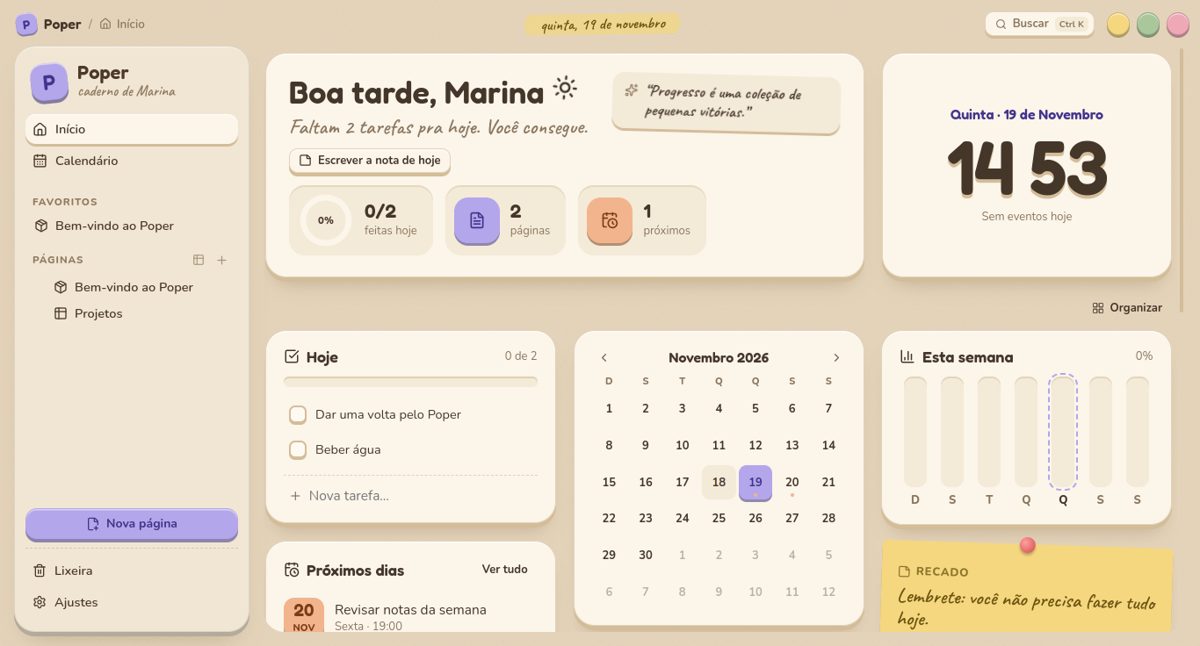 P Poper / Início
quinta, 19 de novembro
Buscar Ctrl K
P
Poper
caderno de Marina
Início
Calendário
FAVORITOS
Bem-vindo ao Poper
PÁGINAS
Bem-vindo ao Poper
Projetos
Nova página
Lixeira
Ajustes
Boa tarde, Marina
Faltam 2 tarefas pra hoje. Você consegue.
“Progresso é uma coleção de
pequenas vitórias.”
Escrever a nota de hoje
0%
0/2
feitas hoje
2
páginas
1
próximos
Quinta · 19 de Novembro
14 53
Sem eventos hoje
Organizar
Hoje
0 de 2
Dar uma volta pelo Poper
Beber água
Nova tarefa...
Próximos dias
Ver tudo
20
NOV
Revisar notas da semana
Sexta · 19:00
Novembro 2026
D S T Q Q S S
1 2 3 4 5 6 7
8 9 10 11 12 13 14
15 16 17 18 19 20 21
22 23 24 25 26 27 28
29 30 1 2 3 4 5
6 7 8 9 10 11 12
Esta semana
0%
D S T Q Q S S
RECADO
Lembrete: você não precisa fazer tudo
hoje.